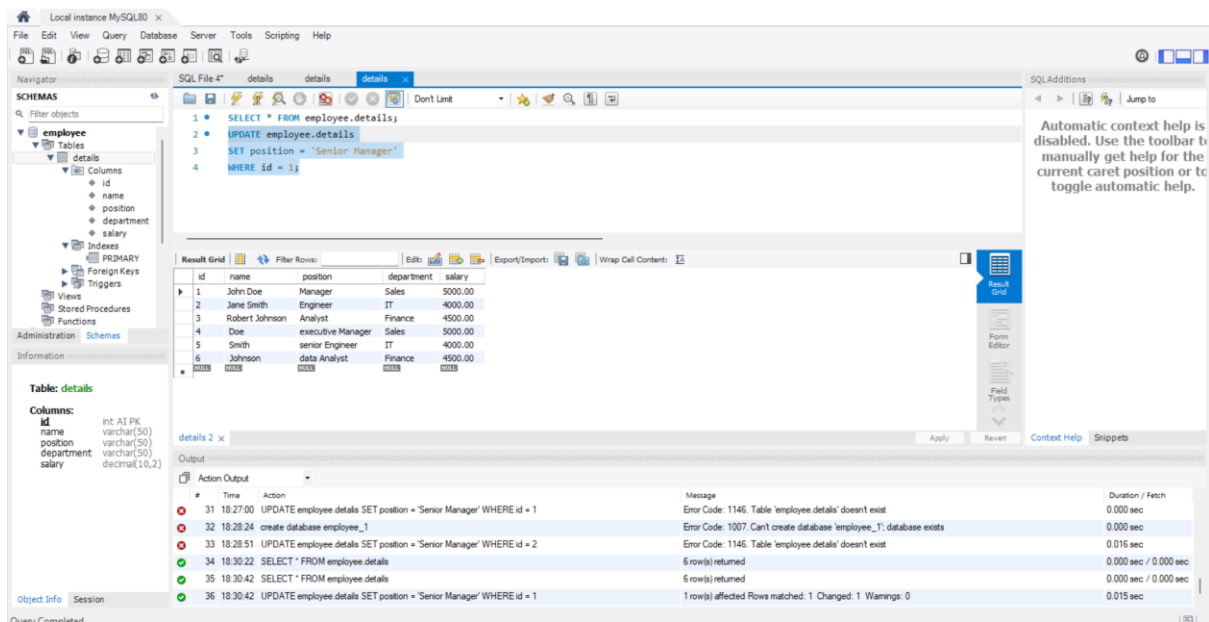 Local instance MySQL80 ×
File Edit View Query Database Server Tools Scripting Help
Navigator
SCHEMAS
Filter objects
employee
Tables
details
Columns
id
name
position
department
salary
Indexes
PRIMARY
Foreign Keys
Triggers
Views
Stored Procedures
Functions
Administration Schemas
Information
Table: details
Columns:
id int AI PK
name varchar(50)
position varchar(50)
department varchar(50)
salary decimal(10,2)
Object Info Session
Query Completed
SQL File 4* details details details ×
Don't Limit
1 SELECT * FROM employee.details;
2 UPDATE employee.details
3 SET position = 'Senior Manager'
4 WHERE id = 1;
Result Grid Filter Rows: Edit: Export/Import: Wrap Cell Content:
id name position department salary
1 John Doe Manager Sales 5000.00
2 Jane Smith Engineer IT 4000.00
3 Robert Johnson Analyst Finance 4500.00
4 Doe executive Manager Sales 5000.00
5 Smith senior Engineer IT 4000.00
6 Johnson data Analyst Finance 4500.00
NULL NULL NULL NULL NULL
Result Grid
Form Editor
Field Types
details 2 × Apply Revert
Output
Action Output
# Time Action Message Duration / Fetch
31 18:27:00 UPDATE employee.detalis SET position = 'Senior Manager' WHERE id = 1 Error Code: 1146. Table 'employee.detalis' doesn't exist 0.000 sec
32 18:28:24 create database employee_1 Error Code: 1007. Can't create database 'employee_1'; database exists 0.000 sec
33 18:28:51 UPDATE employee.detalis SET position = 'Senior Manager' WHERE id = 2 Error Code: 1146. Table 'employee.detalis' doesn't exist 0.016 sec
34 18:30:22 SELECT * FROM employee.details 6 row(s) returned 0.000 sec / 0.000 sec
35 18:30:42 SELECT * FROM employee.details 6 row(s) returned 0.000 sec / 0.000 sec
36 18:30:42 UPDATE employee.details SET position = 'Senior Manager' WHERE id = 1 1 row(s) affected Rows matched: 1 Changed: 1 Warnings: 0 0.015 sec
SQLAdditions
Jump to
Automatic context help is
disabled. Use the toolbar to
manually get help for the
current caret position or to
toggle automatic help.
Context Help Snippets